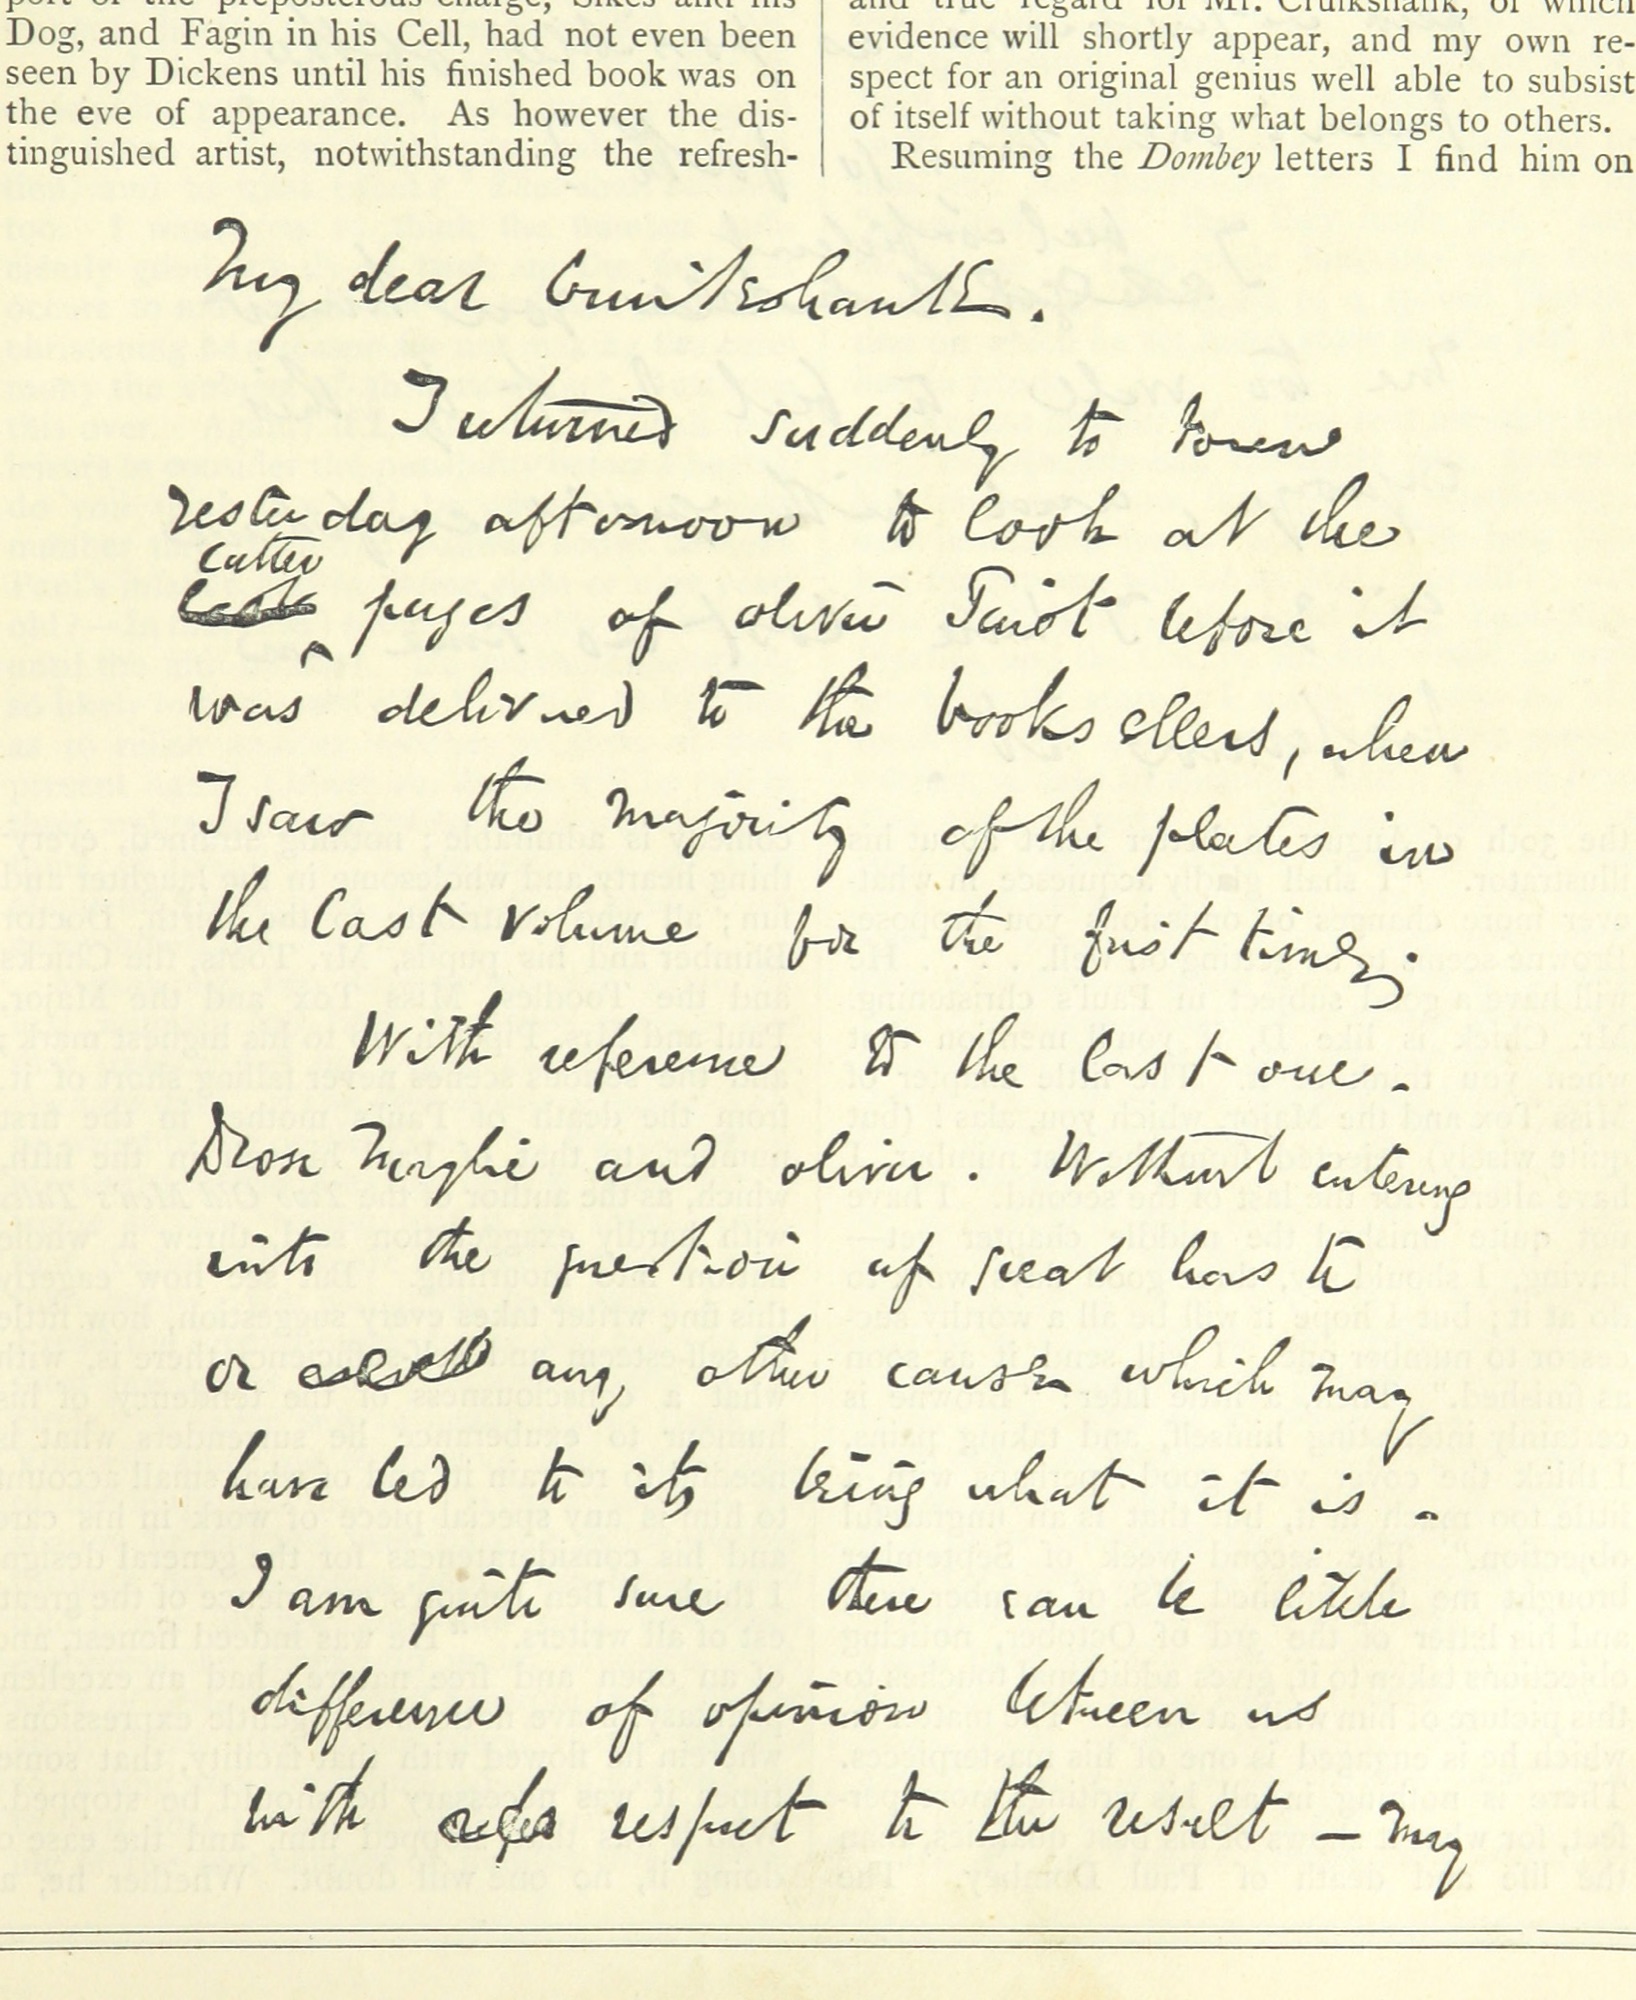 port of the preposterous charge, Sikes and his
Dog, and Fagin in his Cell, had not even been
seen by Dickens until his finished book was on
the eve of appearance. As however the dis-
tinguished artist, notwithstanding the refresh-
and true regard for Mr. Cruikshank, of which
evidence will shortly appear, and my own re-
spect for an original genius well able to subsist
of itself without taking what belongs to others.
Resuming the Dombey letters I find him on
My dear Cruikshank.
I returned suddenly to town
yesterday afternoon to look at the
latter
pages of Oliver Twist before it
was delivered to the booksellers, when
I saw the majority of the plates in
the last volume for the first time.
With reference to the last one -
Rose Maylie and Oliver. Without entering
into the question of great haste
or any other cause which may
have led to its being what it is -
I am quite sure there can be little
difference of opinion between us
with respect to the result - may